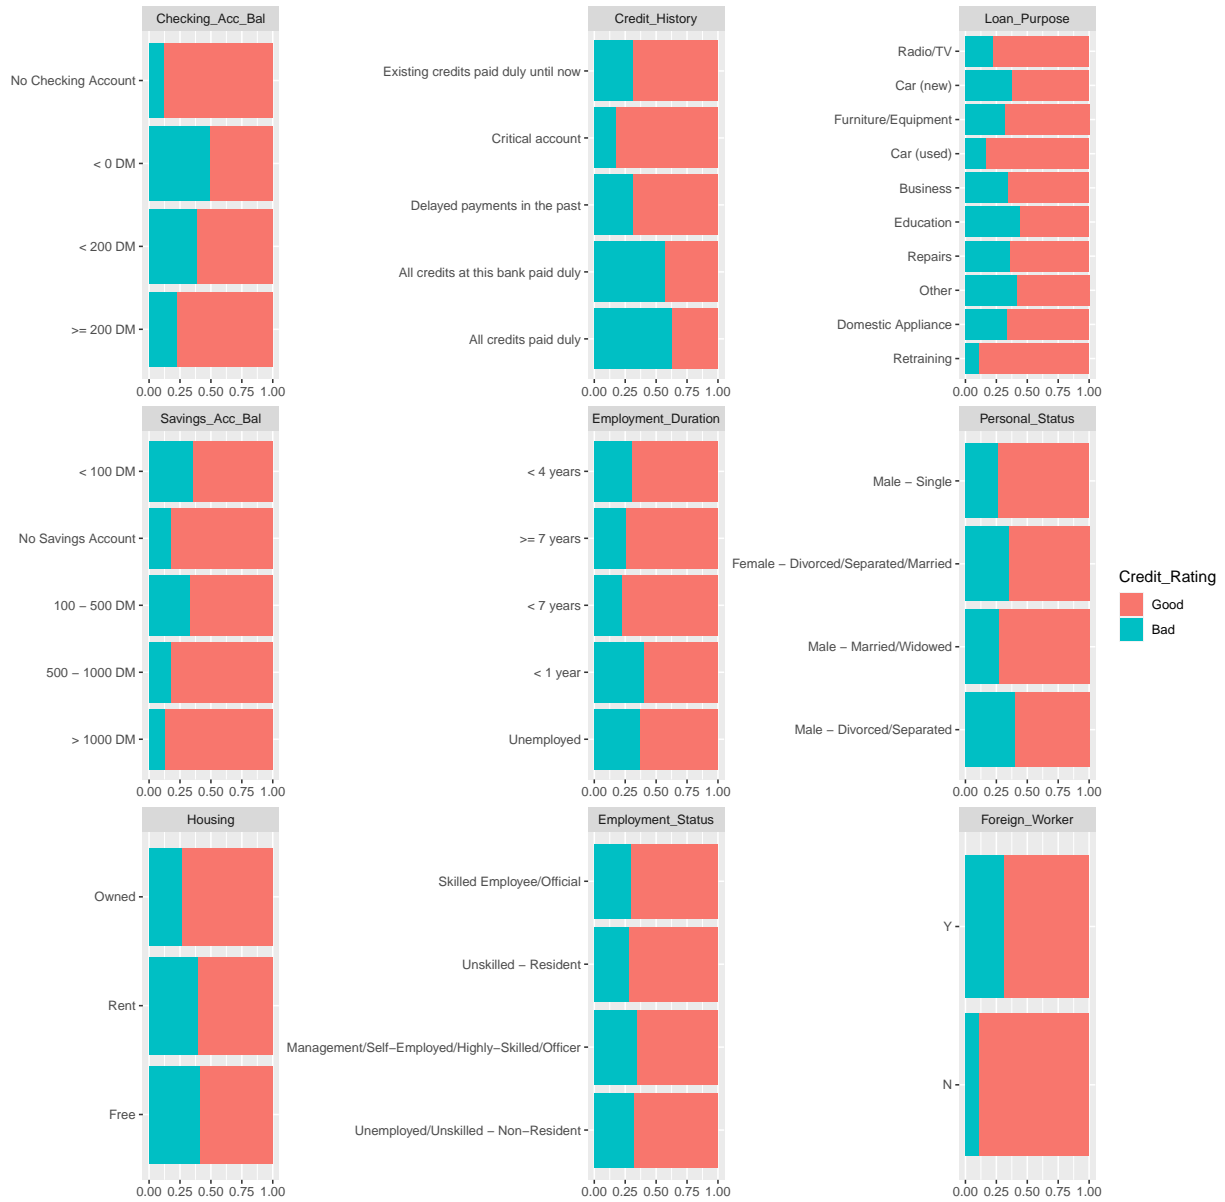 Checking_Acc_Bal
No Checking Account
< 0 DM
< 200 DM
>= 200 DM
0.00 0.25 0.50 0.75 1.00
Credit_History
Existing credits paid duly until now
Critical account
Delayed payments in the past
All credits at this bank paid duly
All credits paid duly
0.00 0.25 0.50 0.75 1.00
Loan_Purpose
Radio/TV
Car (new)
Furniture/Equipment
Car (used)
Business
Education
Repairs
Other
Domestic Appliance
Retraining
0.00 0.25 0.50 0.75 1.00
Savings_Acc_Bal
< 100 DM
No Savings Account
100 − 500 DM
500 − 1000 DM
> 1000 DM
0.00 0.25 0.50 0.75 1.00
Employment_Duration
< 4 years
>= 7 years
< 7 years
< 1 year
Unemployed
0.00 0.25 0.50 0.75 1.00
Personal_Status
Male − Single
Female − Divorced/Separated/Married
Male − Married/Widowed
Male − Divorced/Separated
0.00 0.25 0.50 0.75 1.00
Housing
Owned
Rent
Free
0.00 0.25 0.50 0.75 1.00
Employment_Status
Skilled Employee/Official
Unskilled − Resident
Management/Self−Employed/Highly−Skilled/Officer
Unemployed/Unskilled − Non−Resident
0.00 0.25 0.50 0.75 1.00
Foreign_Worker
Y
N
0.00 0.25 0.50 0.75 1.00
Credit_Rating
Good
Bad